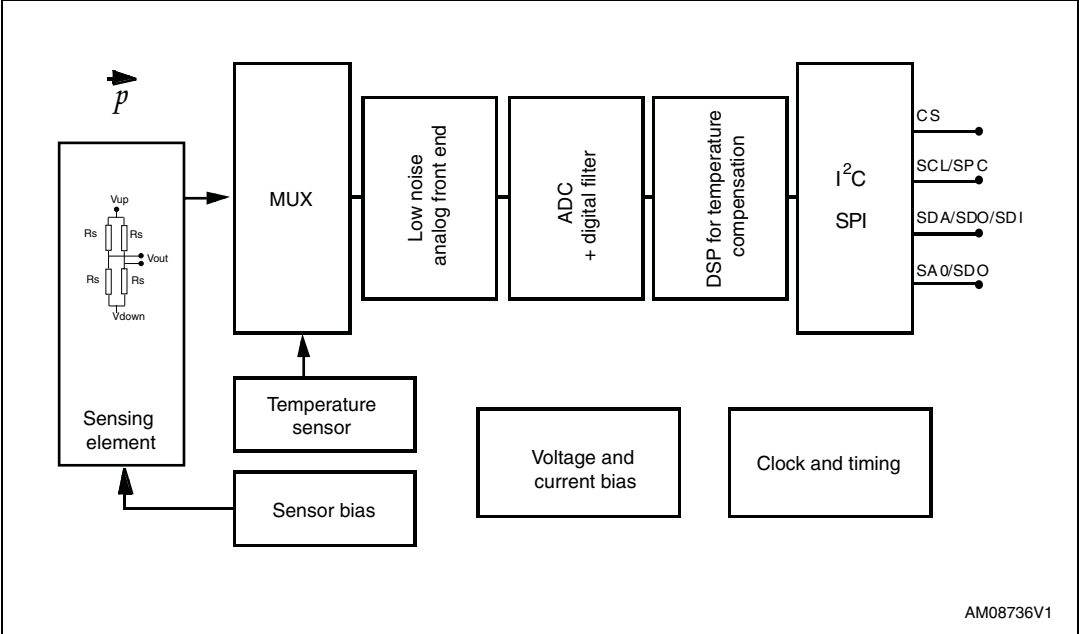 p
Vup
Rs
Rs
Vout
Rs
Rs
Vdown
Sensing
element
MUX
Low noise
analog front end
ADC
+ digital filter
DSP for temperature
compensation
I²C
SPI
CS
SCL/SPC
SDA/SDO/SDI
SA0/SDO
Temperature
sensor
Sensor bias
Voltage and
current bias
Clock and timing
AM08736V1